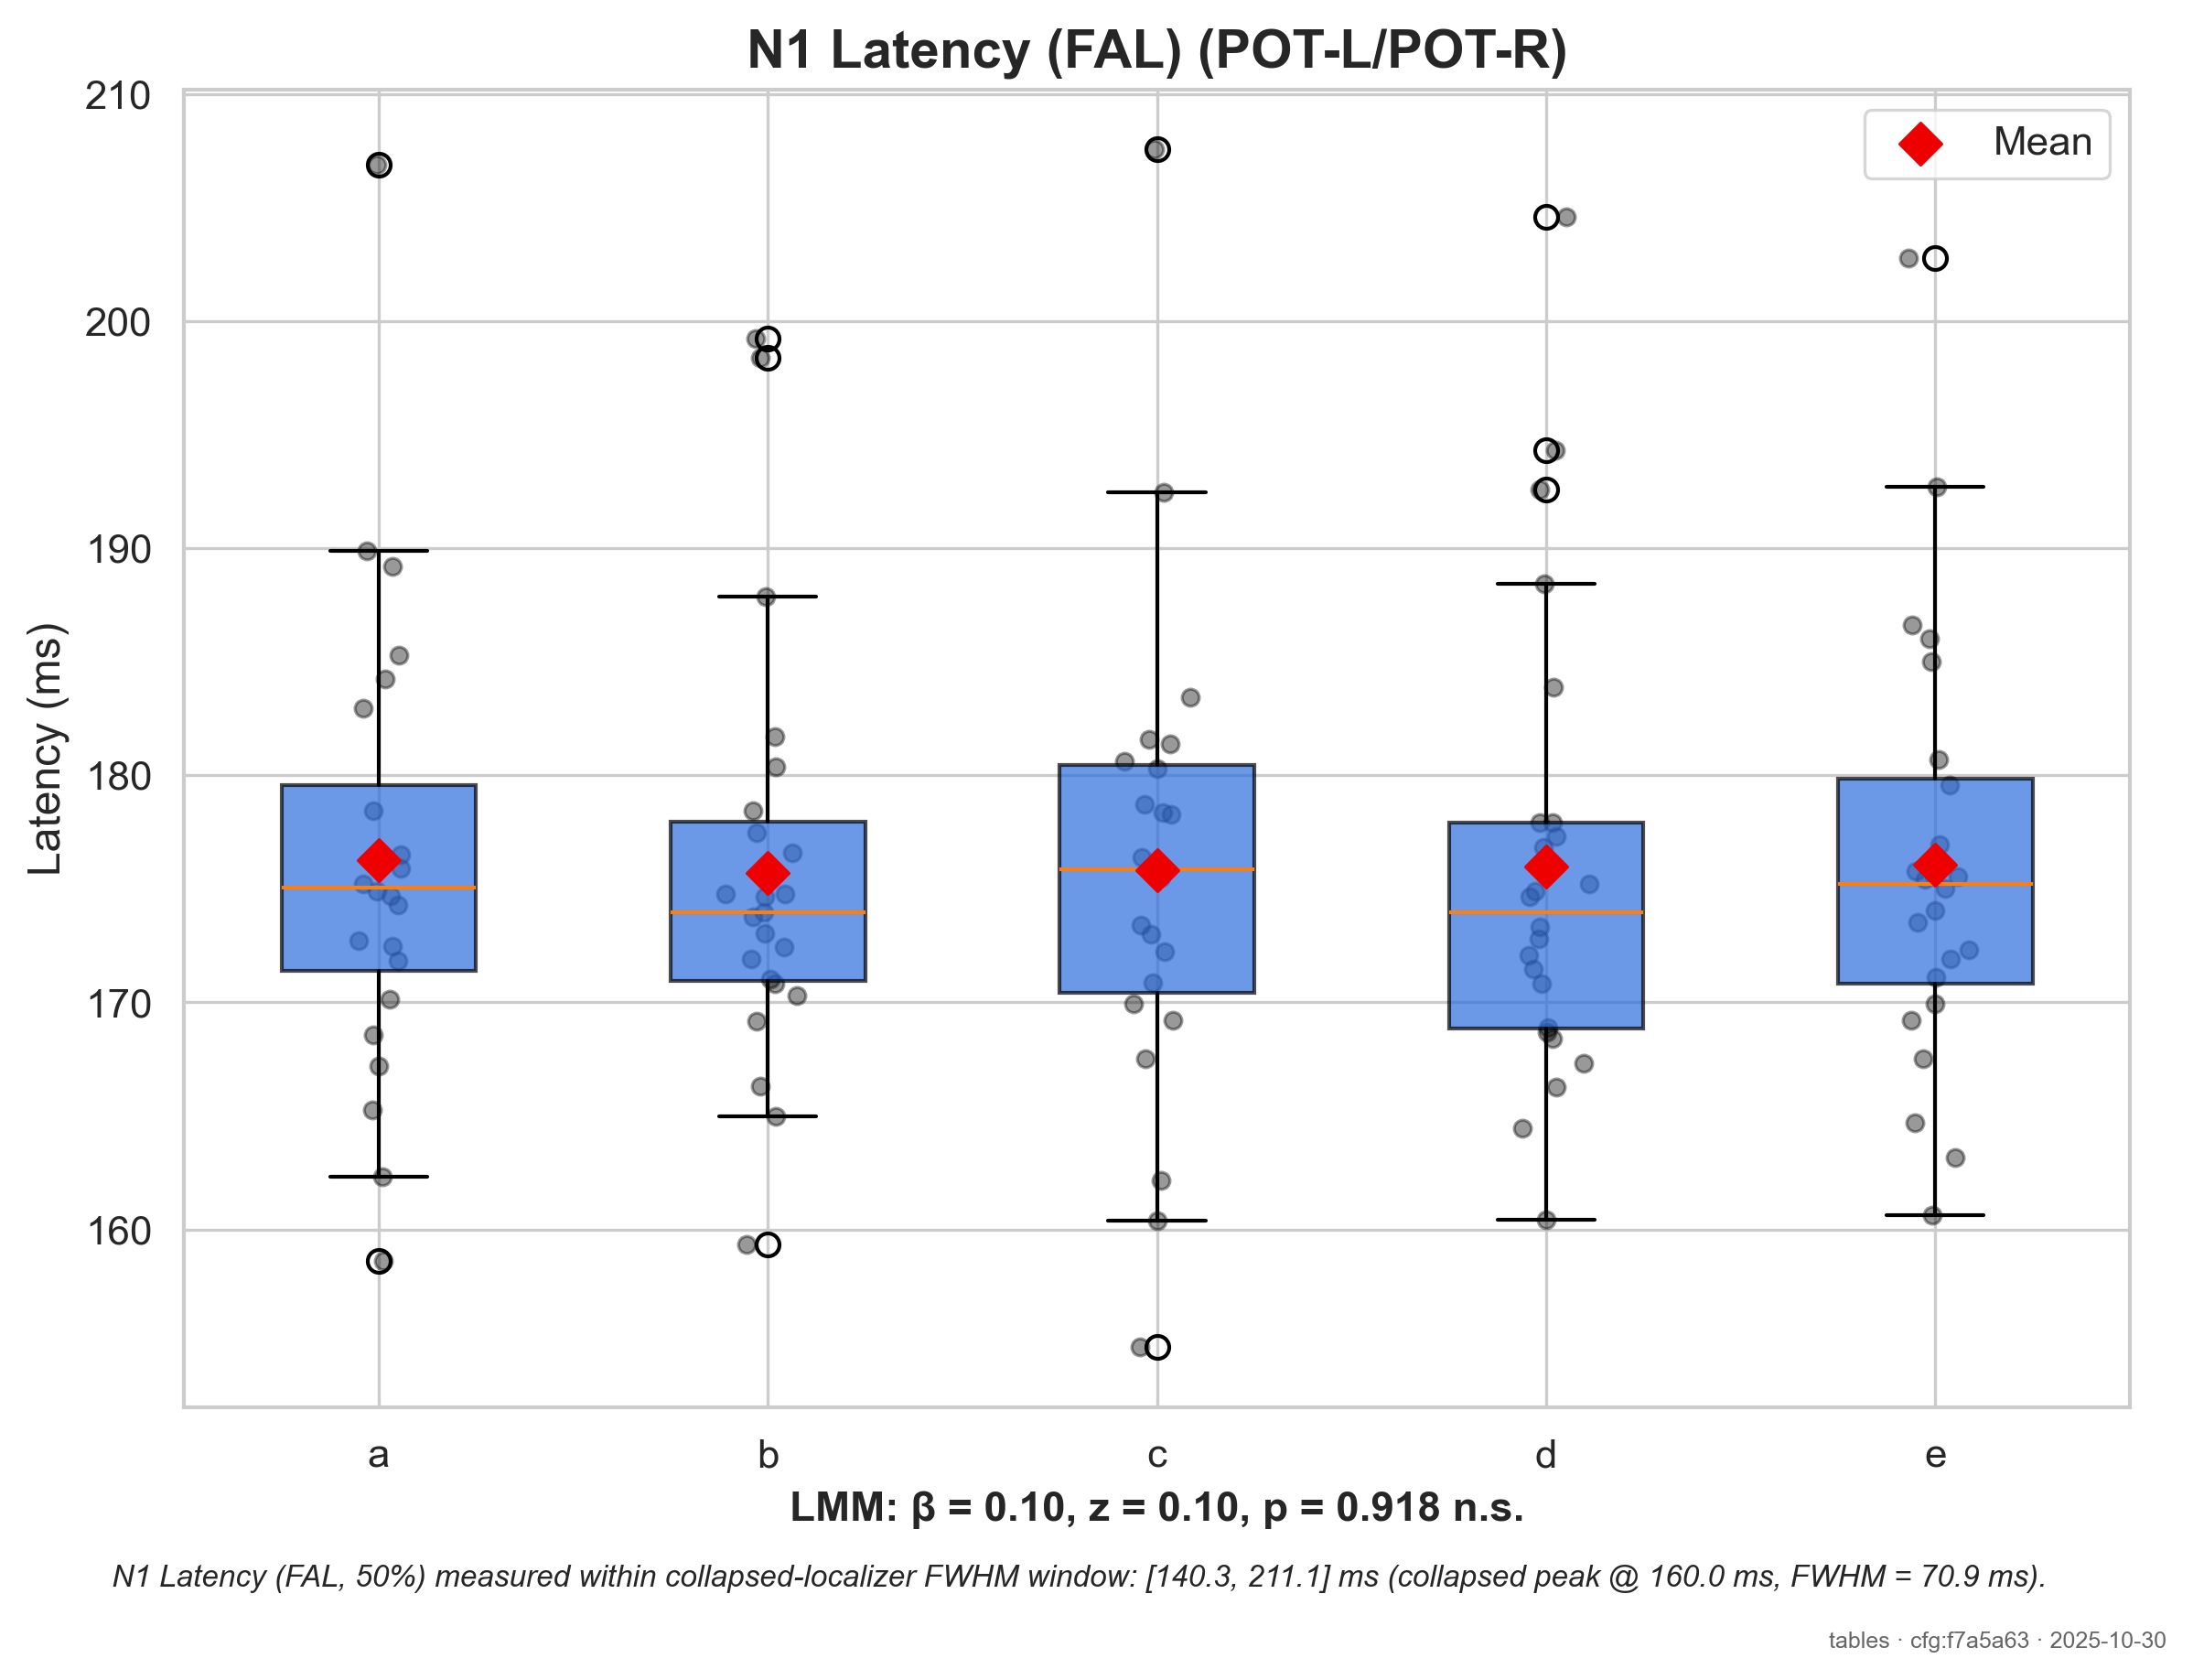 N1 Latency (FAL) (POT-L/POT-R)
210
200
190
180
170
160
Latency (ms)
Mean
a b c d e
LMM: β = 0.10, z = 0.10, p = 0.918 n.s.
N1 Latency (FAL, 50%) measured within collapsed-localizer FWHM window: [140.3, 211.1] ms (collapsed peak @ 160.0 ms, FWHM = 70.9 ms).
tables · cfg:f7a5a63 · 2025-10-30